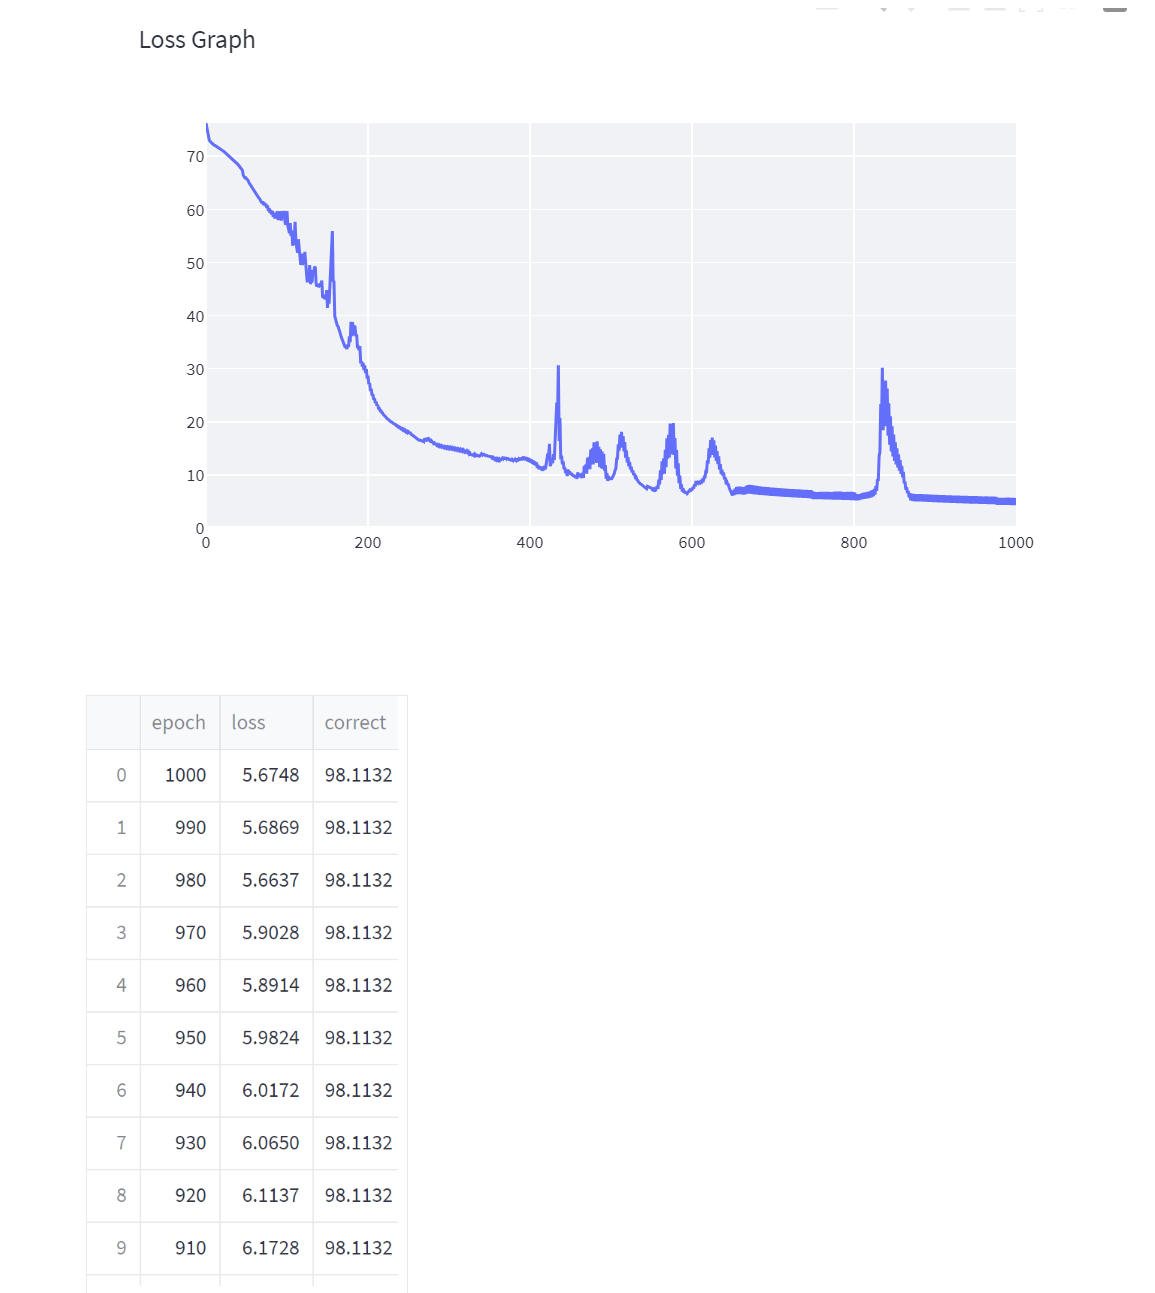 Loss Graph
70
60
50
40
30
20
10
0
0 200 400 600 800 1000
epoch loss correct
0 1000 5.6748 98.1132
1 990 5.6869 98.1132
2 980 5.6637 98.1132
3 970 5.9028 98.1132
4 960 5.8914 98.1132
5 950 5.9824 98.1132
6 940 6.0172 98.1132
7 930 6.0650 98.1132
8 920 6.1137 98.1132
9 910 6.1728 98.1132